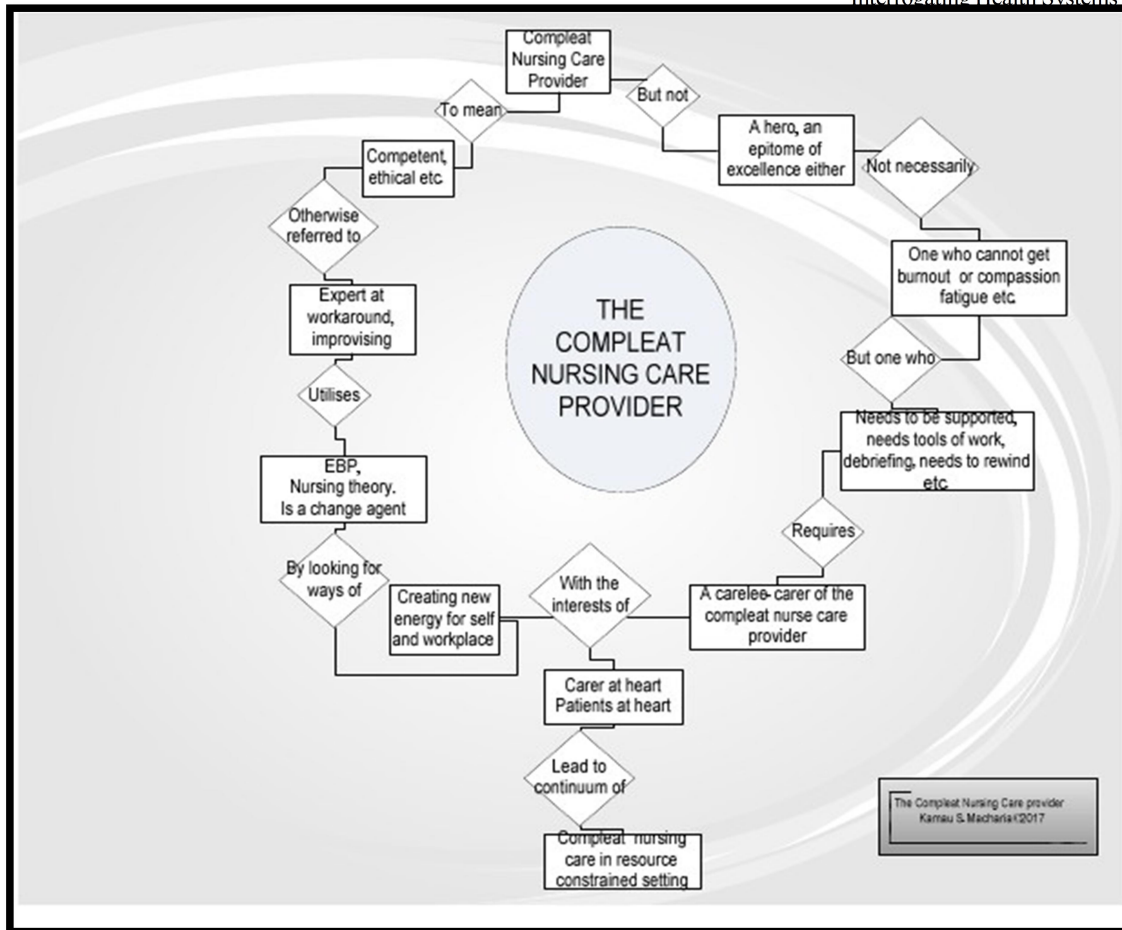 Interrogating Health Systems
Compleat
Nursing Care
Provider
To mean
But not
Competent,
ethical etc
A hero, an
epitome of
excellence either
Not necessarily
Otherwise
referred to
One who cannot get
burnout or compassion
fatigue etc.
Expert at
workaround,
improvising
But one who
Utilises
Needs to be supported,
needs tools of work,
debriefing, needs to rewind
etc
THE
COMPLEAT
NURSING CARE
PROVIDER
EBP,
Nursing theory.
Is a change agent
Requires
By looking for
ways of
Creating new
energy for self
and workplace
With the
interests of
A carelee- carer of the
compleat nurse care
provider
Carer at heart
Patients at heart
Lead to
continuum of
Compleat nursing
care in resource
constrained setting
The Compleat Nursing Care provider
Kamau S. Macharia©2017